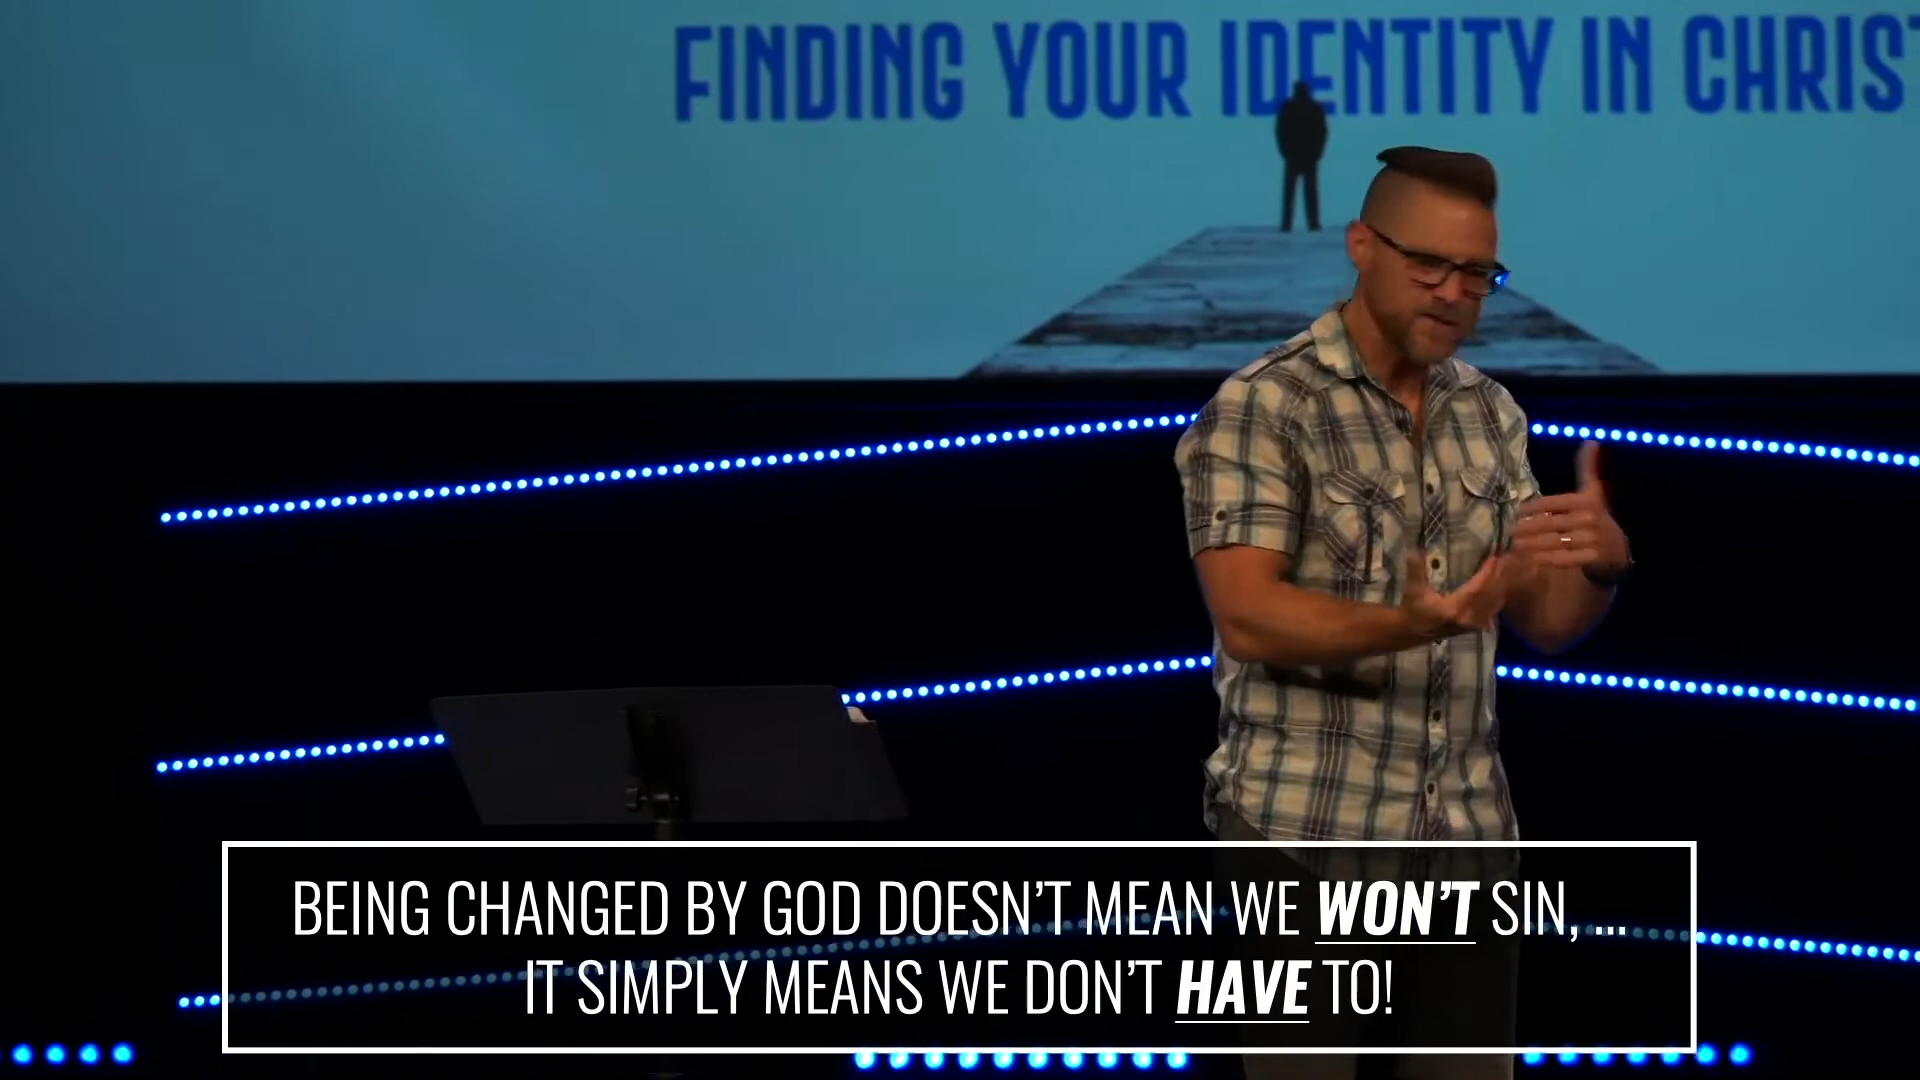 FINDING YOUR IDENTITY IN CHRIST
BEING CHANGED BY GOD DOESN'T MEAN WE WON'T SIN, ...
IT SIMPLY MEANS WE DON'T HAVE TO!